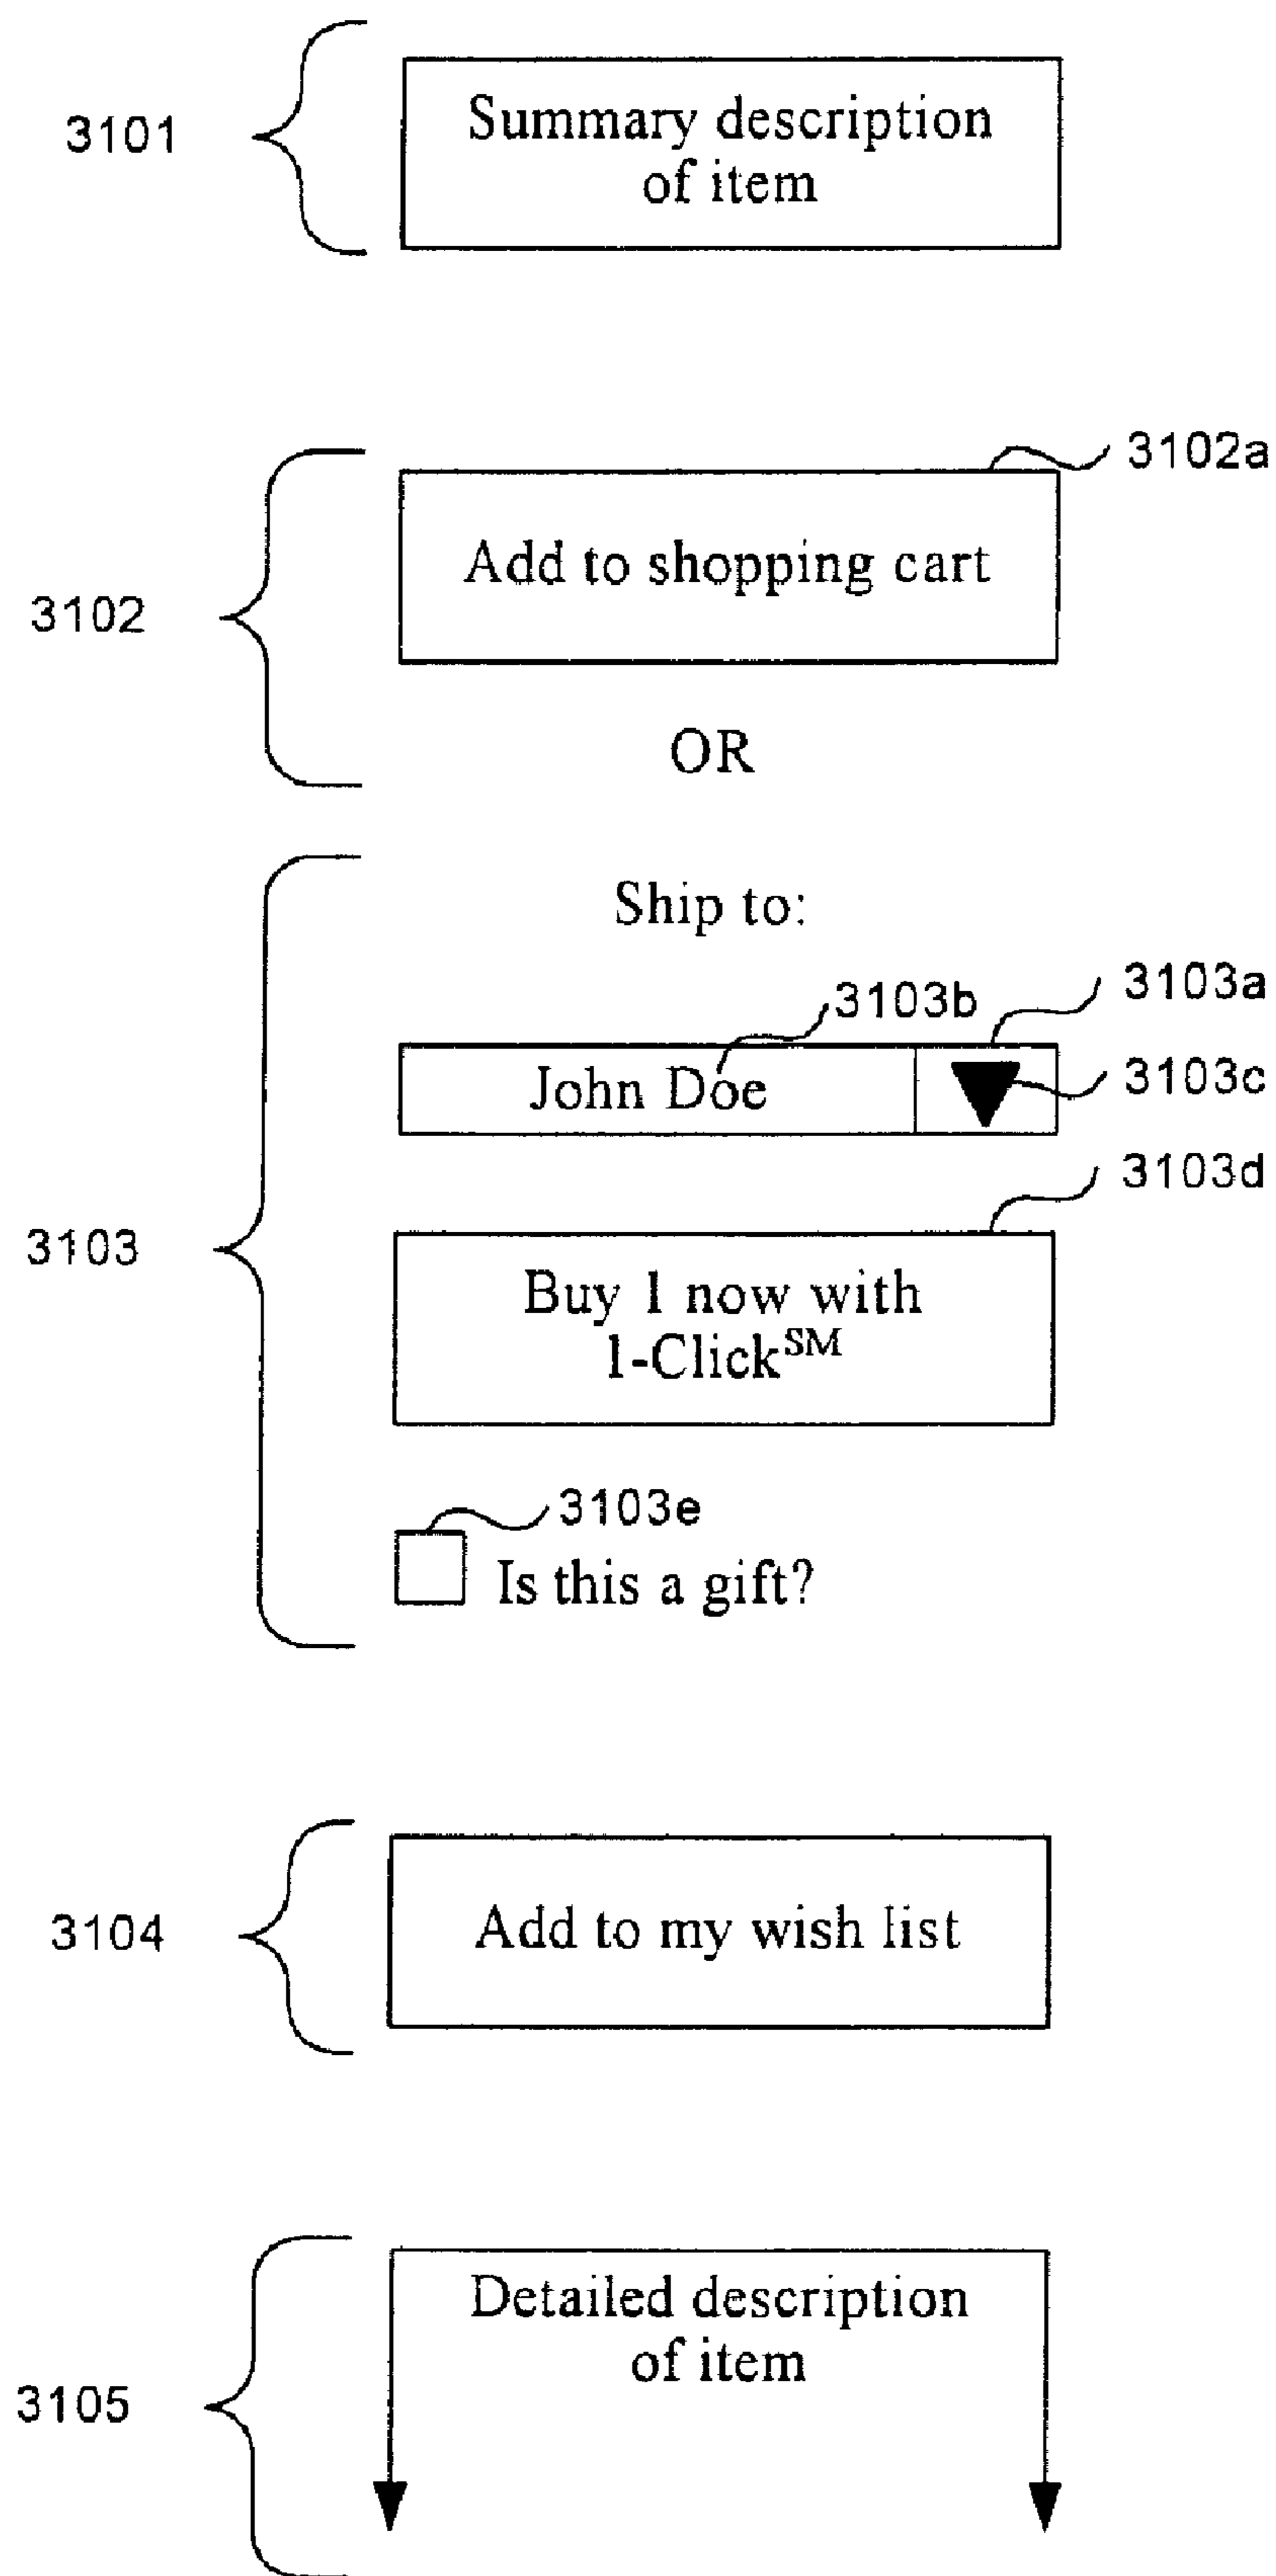 3101
Summary description
of item
3102a
3102
Add to shopping cart
OR
3103
Ship to:
3103b
3103a
John Doe
3103c
3103d
Buy 1 now with
1-Click℠
3103e
Is this a gift?
3104
Add to my wish list
3105
Detailed description
of item